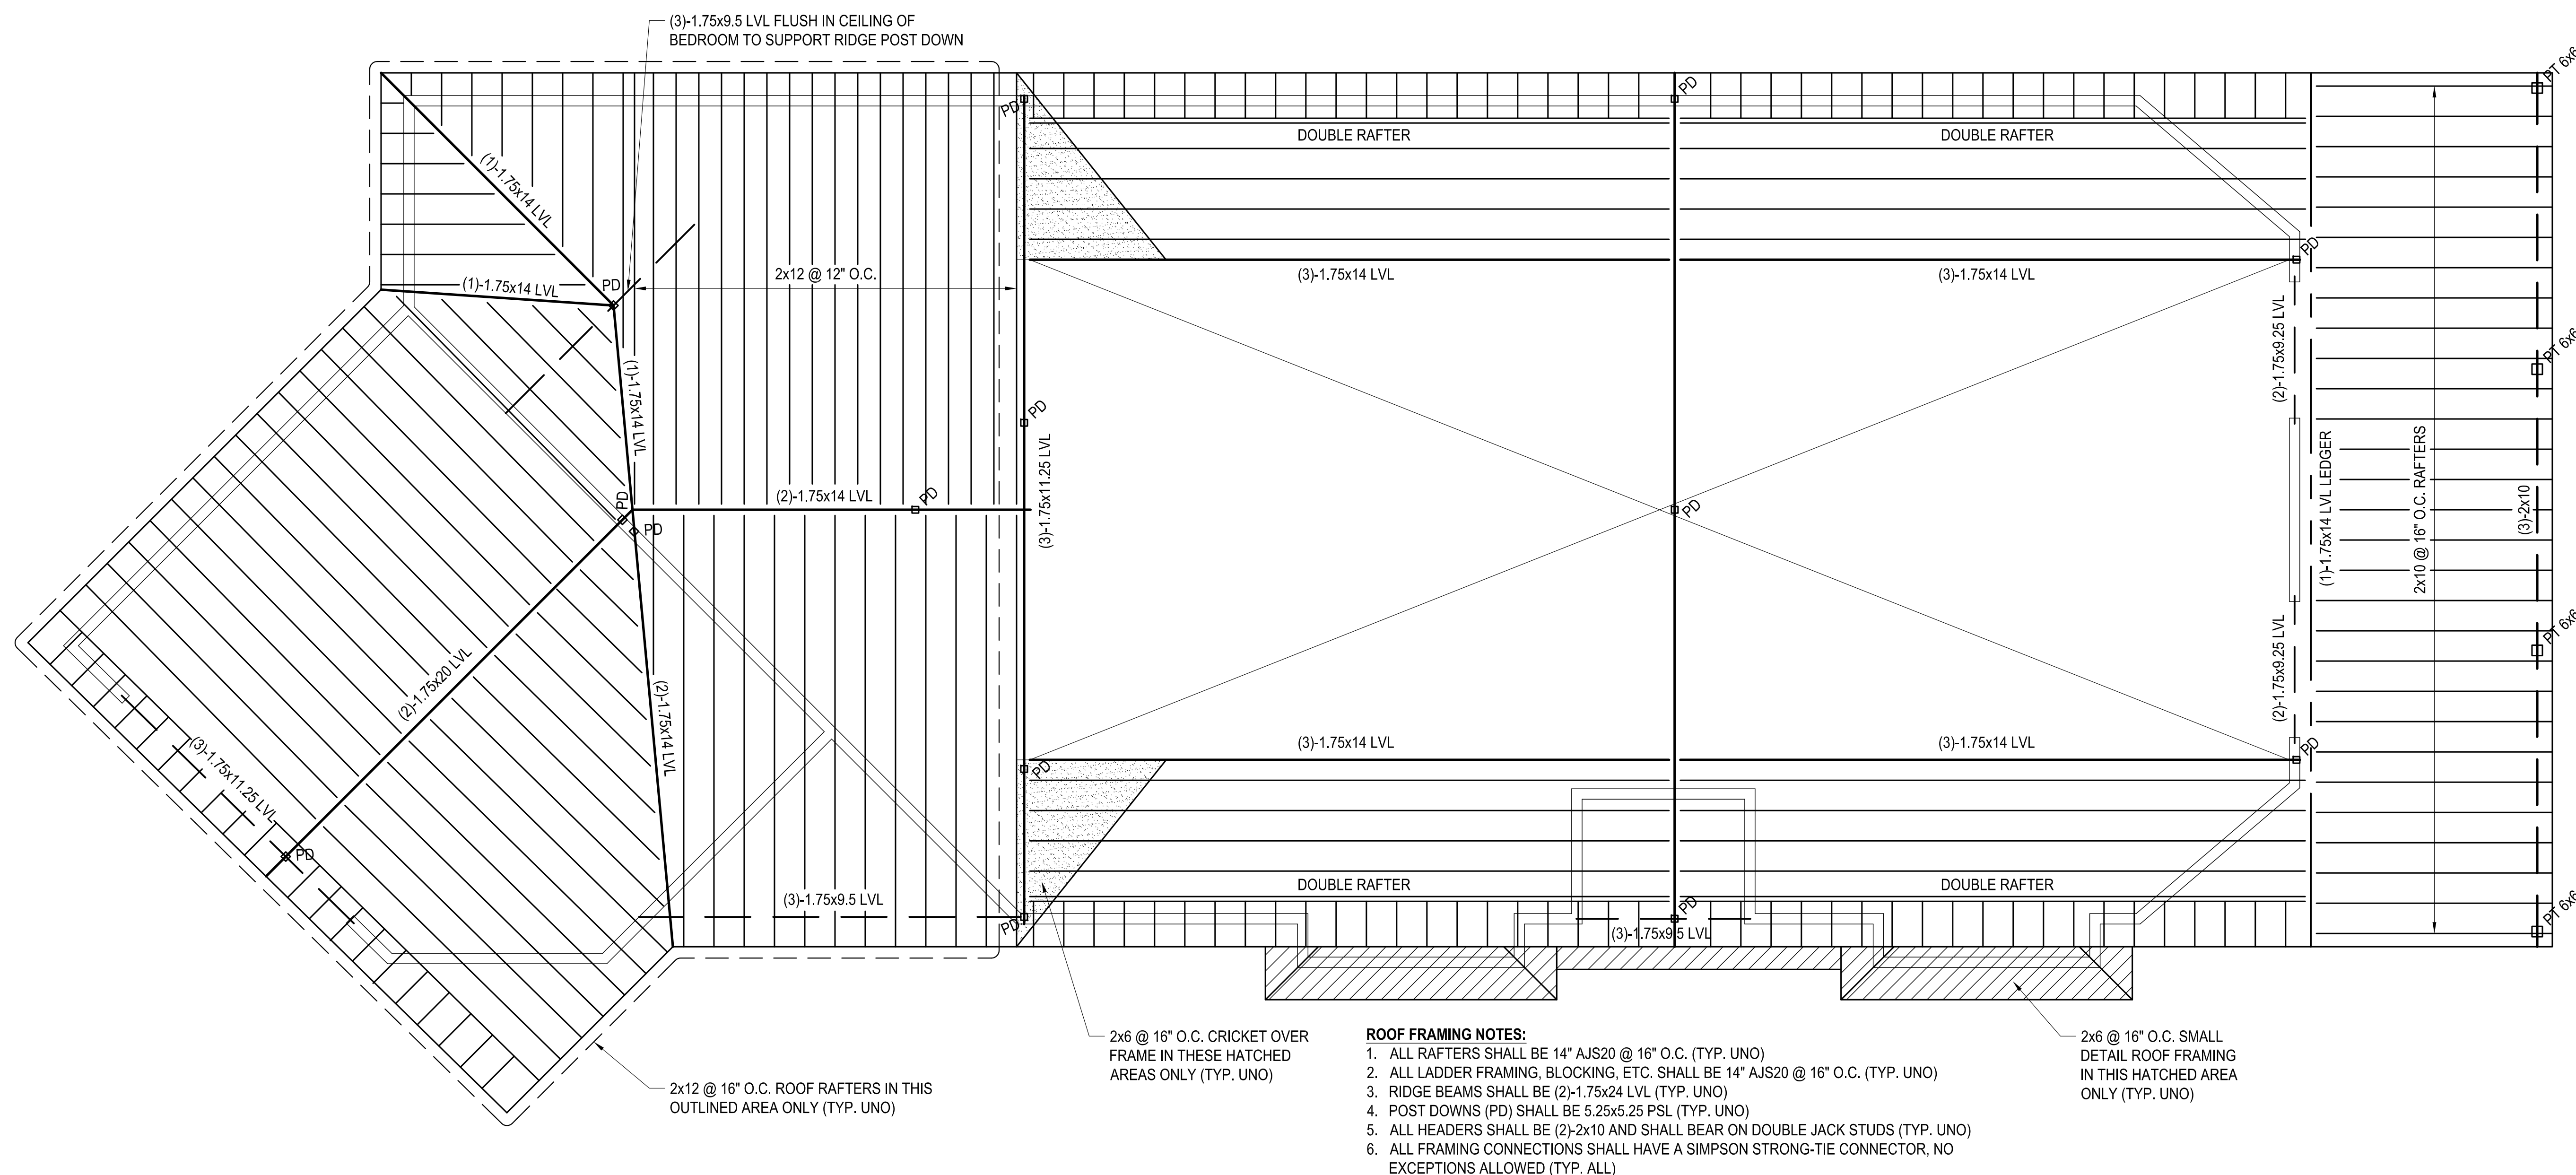 (3)-1.75x9.5 LVL FLUSH IN CEILING OF
BEDROOM TO SUPPORT RIDGE POST DOWN
PT 6x6
PD
PD
DOUBLE RAFTER
DOUBLE RAFTER
(1)-1.75x14 LVL
2x12 @ 12" O.C.
(3)-1.75x14 LVL
(3)-1.75x14 LVL
PD
(1)-1.75x14 LVL
PD
(2)-1.75x9.25 LVL
PT 6x6
(1)-1.75x14 LVL
PD
(3)-1.75x11.25 LVL
(2)-1.75x14 LVL
PD
PD
PD
PD
(1)-1.75x14 LVL LEDGER
2x10 @ 16" O.C. RAFTERS
(3)-2x10
(2)-1.75x20 LVL
(2)-1.75x14 LVL
(2)-1.75x9.25 LVL
PT 6x6
(3)-1.75x14 LVL
(3)-1.75x14 LVL
PD
PD
(3)-1.75x11.25 LVL
PD
DOUBLE RAFTER
DOUBLE RAFTER
(3)-1.75x9.5 LVL
PD
PD
(3)-1.75x9.5 LVL
PT 6x6
2x6 @ 16" O.C. CRICKET OVER
FRAME IN THESE HATCHED
AREAS ONLY (TYP. UNO)
2x12 @ 16" O.C. ROOF RAFTERS IN THIS
OUTLINED AREA ONLY (TYP. UNO)
ROOF FRAMING NOTES:
1. ALL RAFTERS SHALL BE 14" AJS20 @ 16" O.C. (TYP. UNO)
2. ALL LADDER FRAMING, BLOCKING, ETC. SHALL BE 14" AJS20 @ 16" O.C. (TYP. UNO)
3. RIDGE BEAMS SHALL BE (2)-1.75x24 LVL (TYP. UNO)
4. POST DOWNS (PD) SHALL BE 5.25x5.25 PSL (TYP. UNO)
5. ALL HEADERS SHALL BE (2)-2x10 AND SHALL BEAR ON DOUBLE JACK STUDS (TYP. UNO)
6. ALL FRAMING CONNECTIONS SHALL HAVE A SIMPSON STRONG-TIE CONNECTOR, NO
EXCEPTIONS ALLOWED (TYP. ALL)
2x6 @ 16" O.C. SMALL
DETAIL ROOF FRAMING
IN THIS HATCHED AREA
ONLY (TYP. UNO)